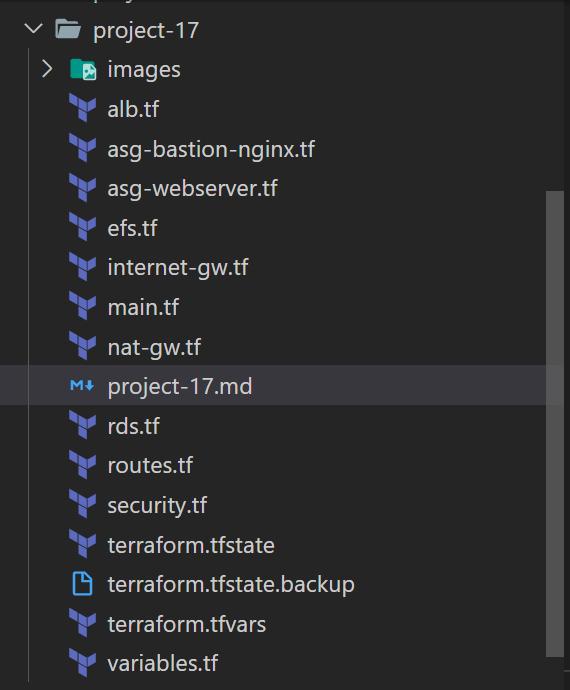 project-17
images
alb.tf
asg-bastion-nginx.tf
asg-webserver.tf
efs.tf
internet-gw.tf
main.tf
nat-gw.tf
project-17.md
rds.tf
routes.tf
security.tf
terraform.tfstate
terraform.tfstate.backup
terraform.tfvars
variables.tf